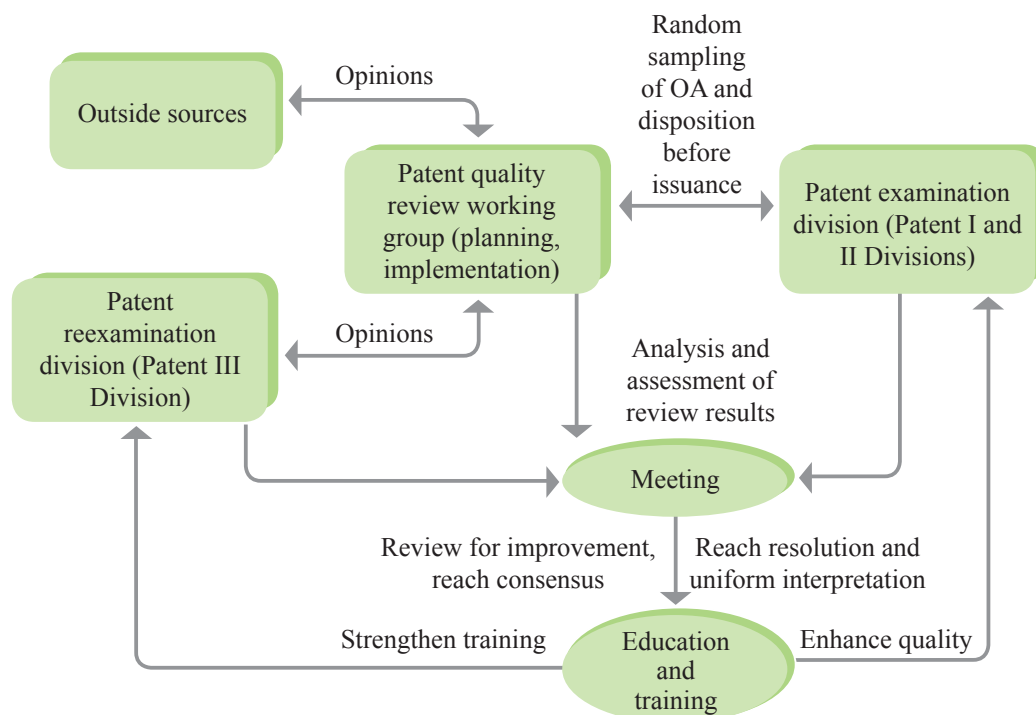 Outside sources
Opinions
Random
sampling
of OA and
disposition
before
issuance
Patent quality
review working
group (planning,
implementation)
Patent examination
division (Patent I and
II Divisions)
Patent
reexamination
division (Patent III
Division)
Opinions
Analysis and
assessment of
review results
Meeting
Review for improvement,
reach consensus
Reach resolution and
uniform interpretation
Strengthen training
Education
and
training
Enhance quality